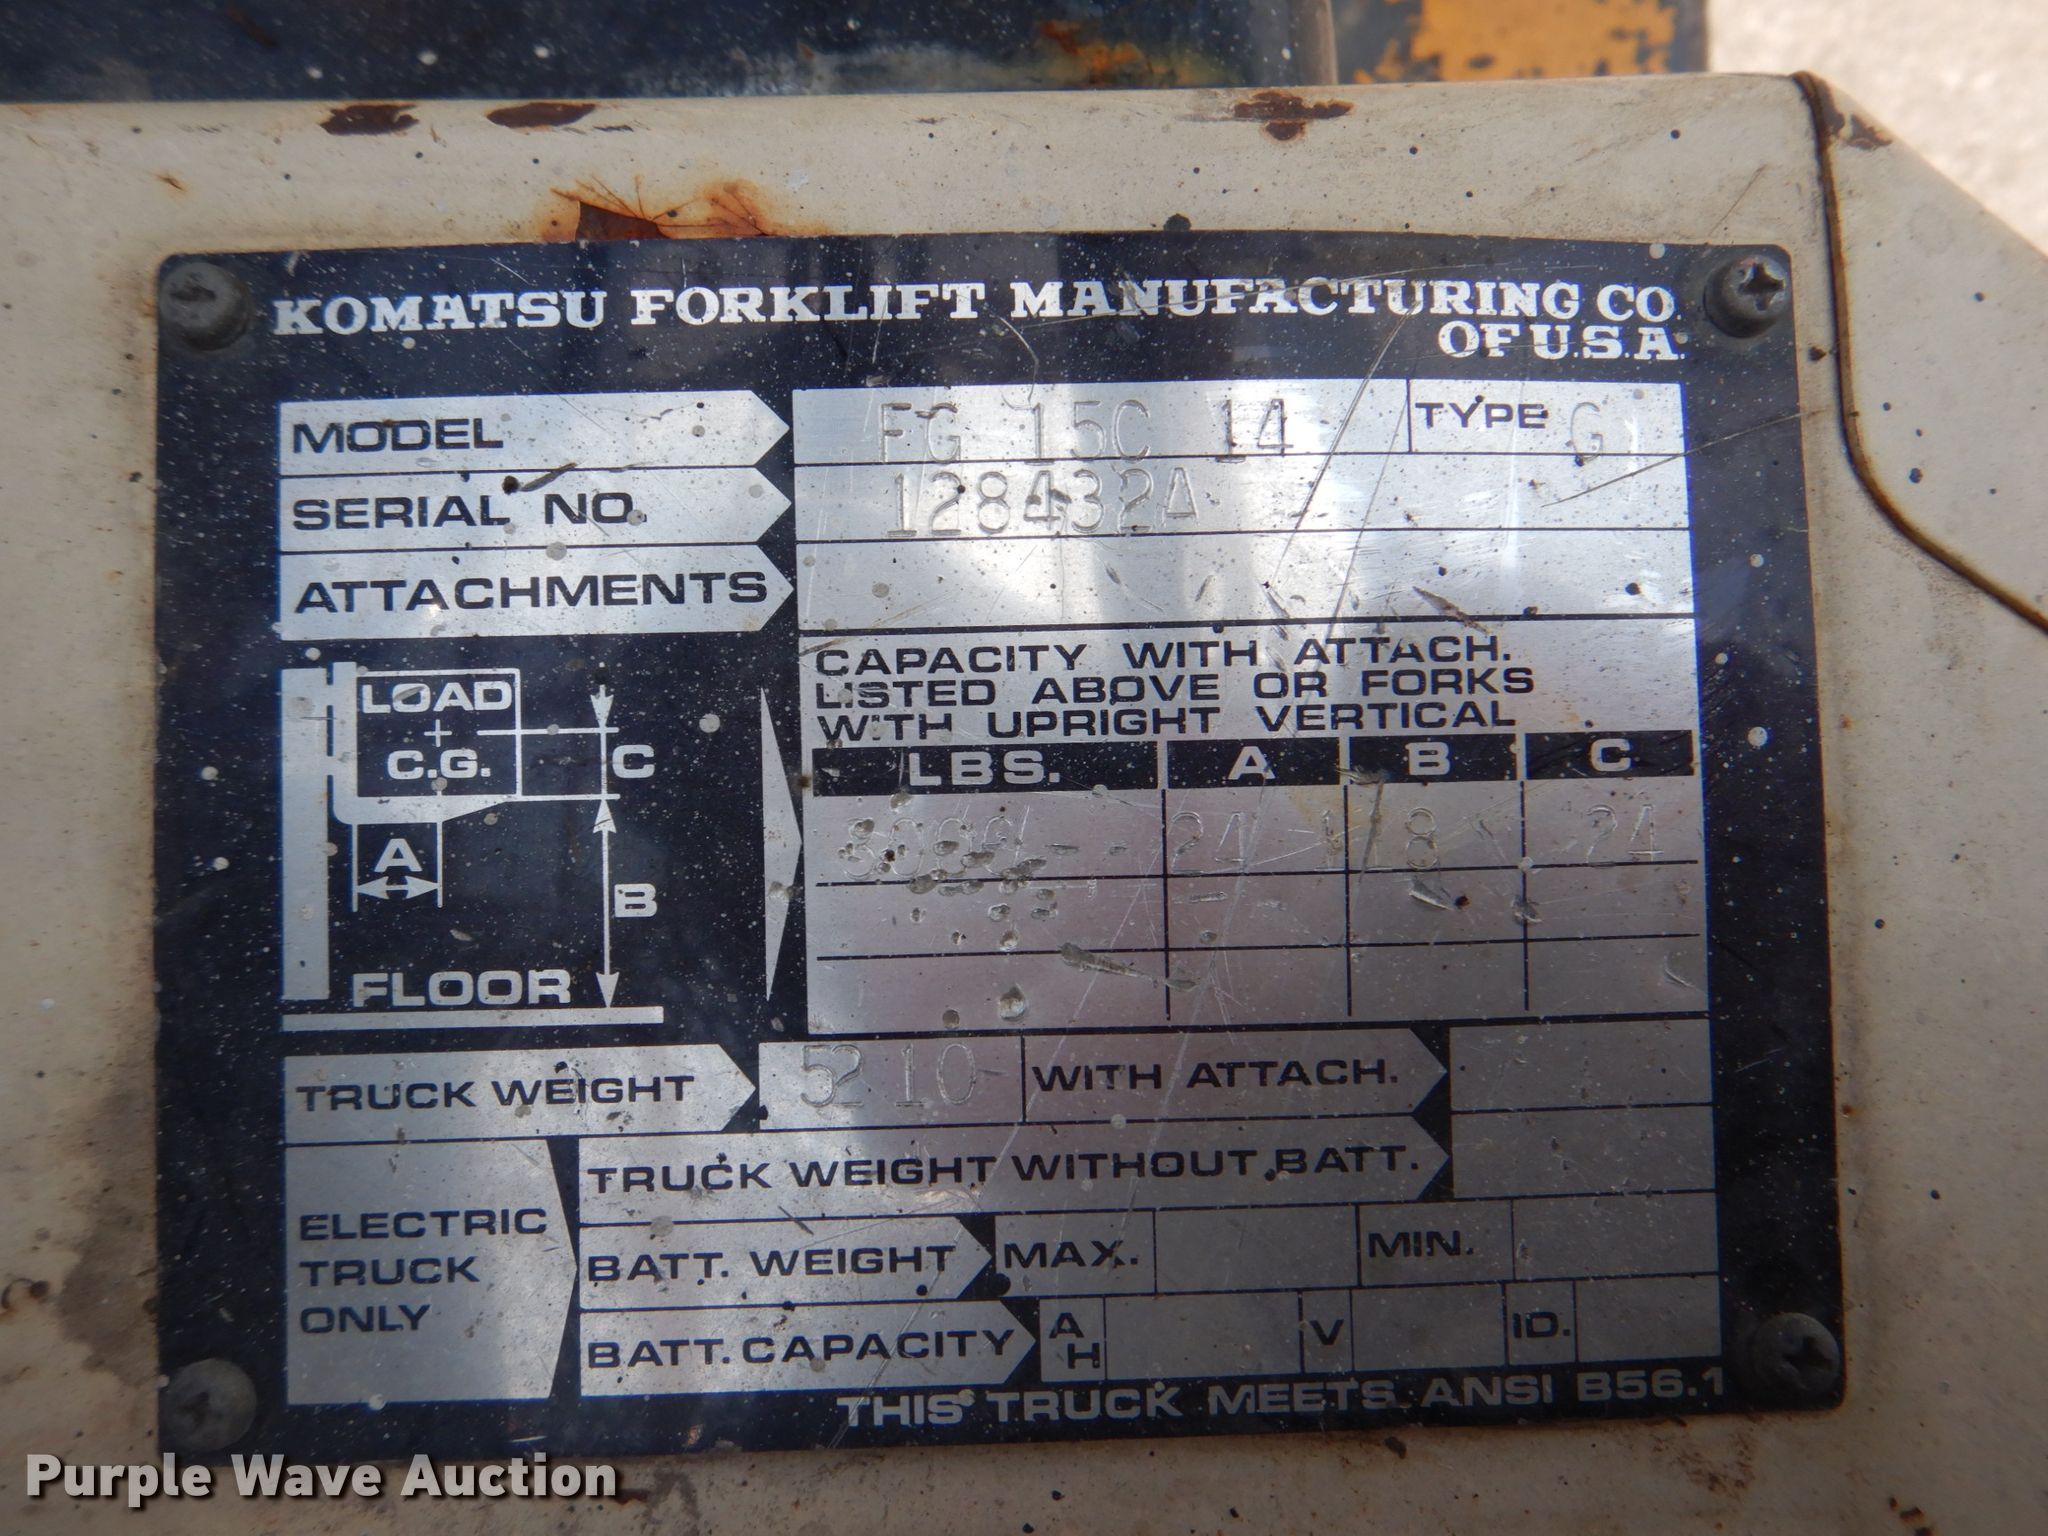 KOMATSU FORKLIFT MANUFACTURING CO.
OF U.S.A.
MODEL FG 15C 14 TYPE G
SERIAL NO. 128432A
ATTACHMENTS
CAPACITY WITH ATTACH.
LISTED ABOVE OR FORKS
WITH UPRIGHT VERTICAL
LBS. A B C
24 118 24
LOAD
C.G.
C
A
B
FLOOR
TRUCK WEIGHT 5210 WITH ATTACH.
ELECTRIC
TRUCK
ONLY
TRUCK WEIGHT WITHOUT BATT.
BATT. WEIGHT MAX. MIN.
BATT. CAPACITY AH V ID.
THIS TRUCK MEETS ANSI B56.1
Purple Wave Auction